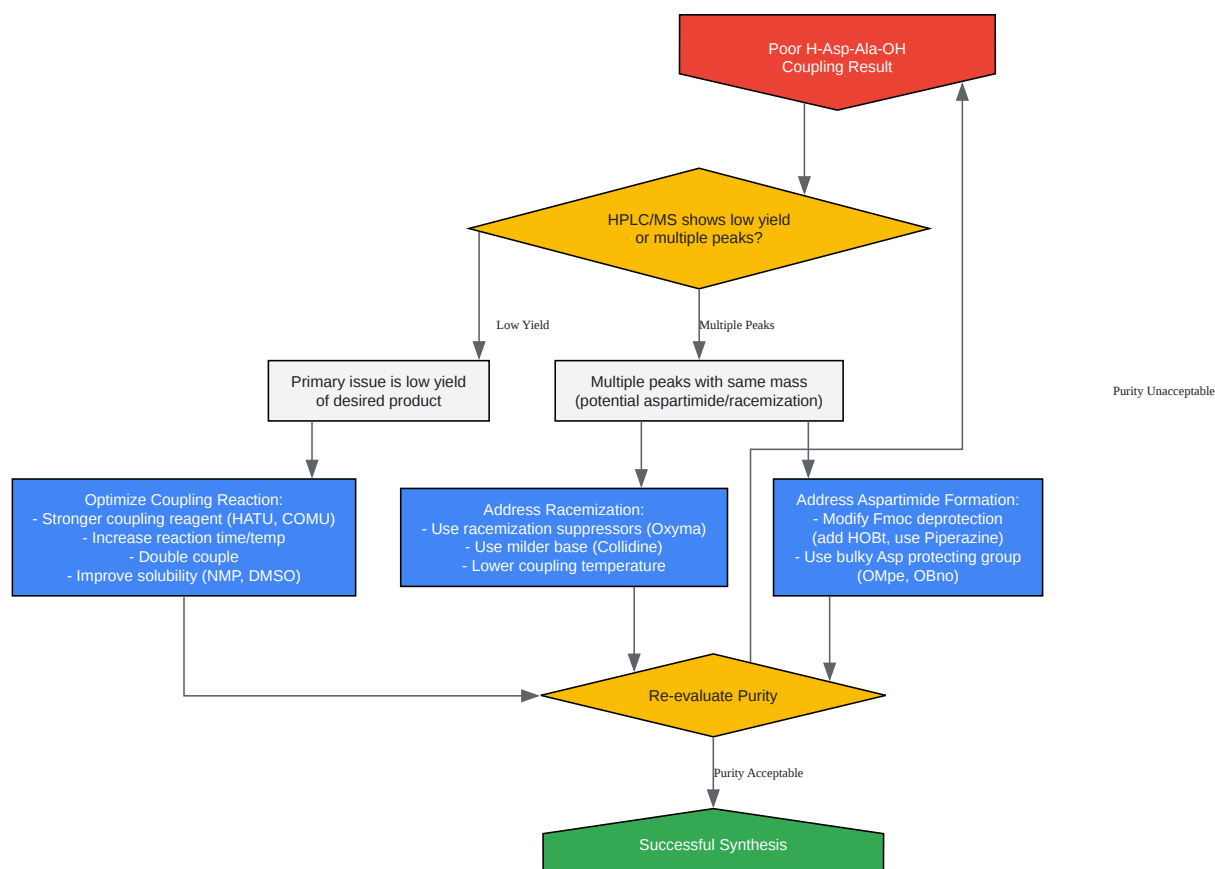 Poor H-Asp-Ala-OH
Coupling Result
HPLC/MS shows low yield
or multiple peaks?
Low Yield
Multiple Peaks
Primary issue is low yield
of desired product
Multiple peaks with same mass
(potential aspartimide/racemization)
Purity Unacceptable
Optimize Coupling Reaction:
- Stronger coupling reagent (HATU, COMU)
- Increase reaction time/temp
- Double couple
- Improve solubility (NMP, DMSO)
Address Racemization:
- Use racemization suppressors (Oxyma)
- Use milder base (Collidine)
- Lower coupling temperature
Address Aspartimide Formation:
- Modify Fmoc deprotection
(add HOBt, use Piperazine)
- Use bulky Asp protecting group
(OMpe, OBno)
Re-evaluate Purity
Purity Acceptable
Successful Synthesis